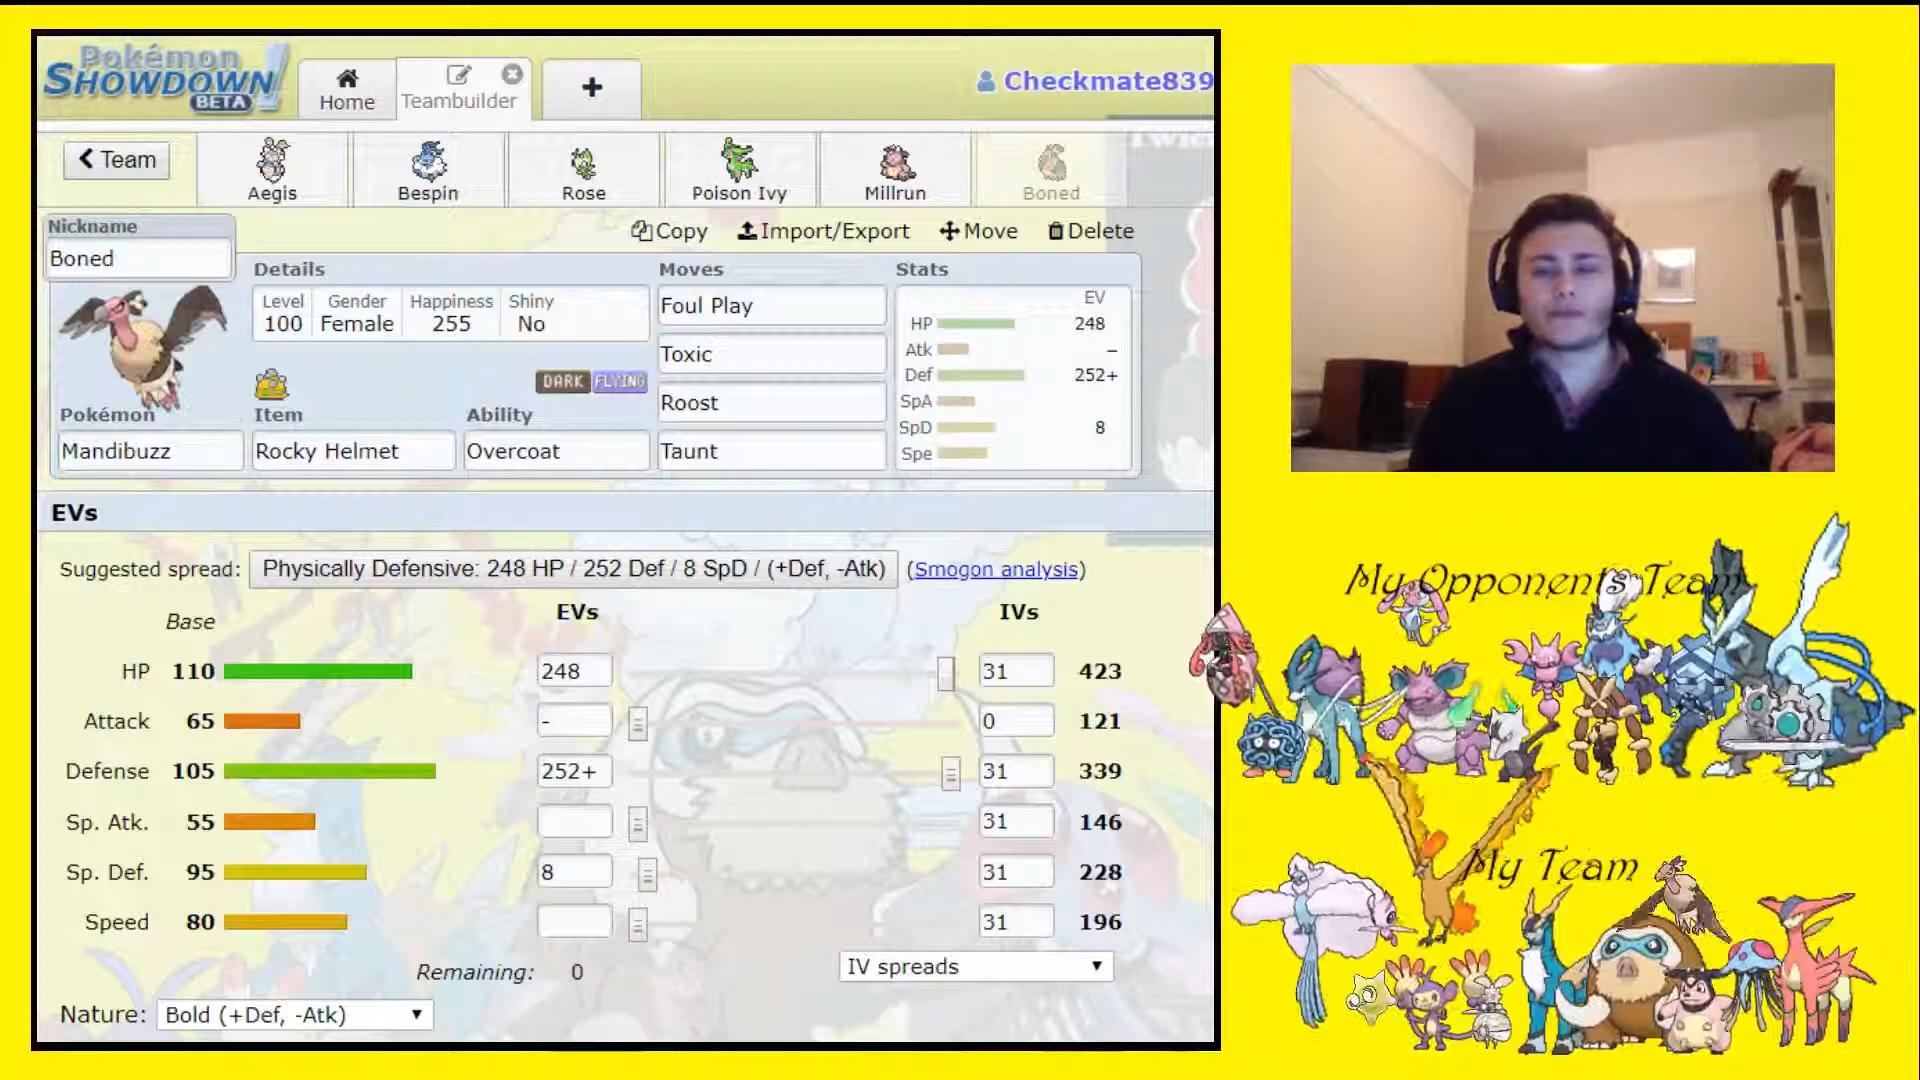 Pokémon
SHOWDOWN!
BETA
Home
Teambuilder
+
Checkmate839
Team
Aegis
Bespin
Rose
Poison Ivy
Millrun
Boned
Nickname
Boned
Copy
Import/Export
Move
Delete
Details
Level
100
Gender
Female
Happiness
255
Shiny
No
DARK FLYING
Pokémon
Mandibuzz
Item
Rocky Helmet
Ability
Overcoat
Moves
Foul Play
Toxic
Roost
Taunt
Stats
EV
HP 248
Atk –
Def 252+
SpA
SpD 8
Spe
EVs
Suggested spread: Physically Defensive: 248 HP / 252 Def / 8 SpD / (+Def, -Atk) (Smogon analysis)
Base EVs IVs
HP 110 248 31 423
Attack 65 - 0 121
Defense 105 252+ 31 339
Sp. Atk. 55 31 146
Sp. Def. 95 8 31 228
Speed 80 31 196
Remaining: 0
IV spreads
Nature: Bold (+Def, -Atk)
My Opponents Team
My Team